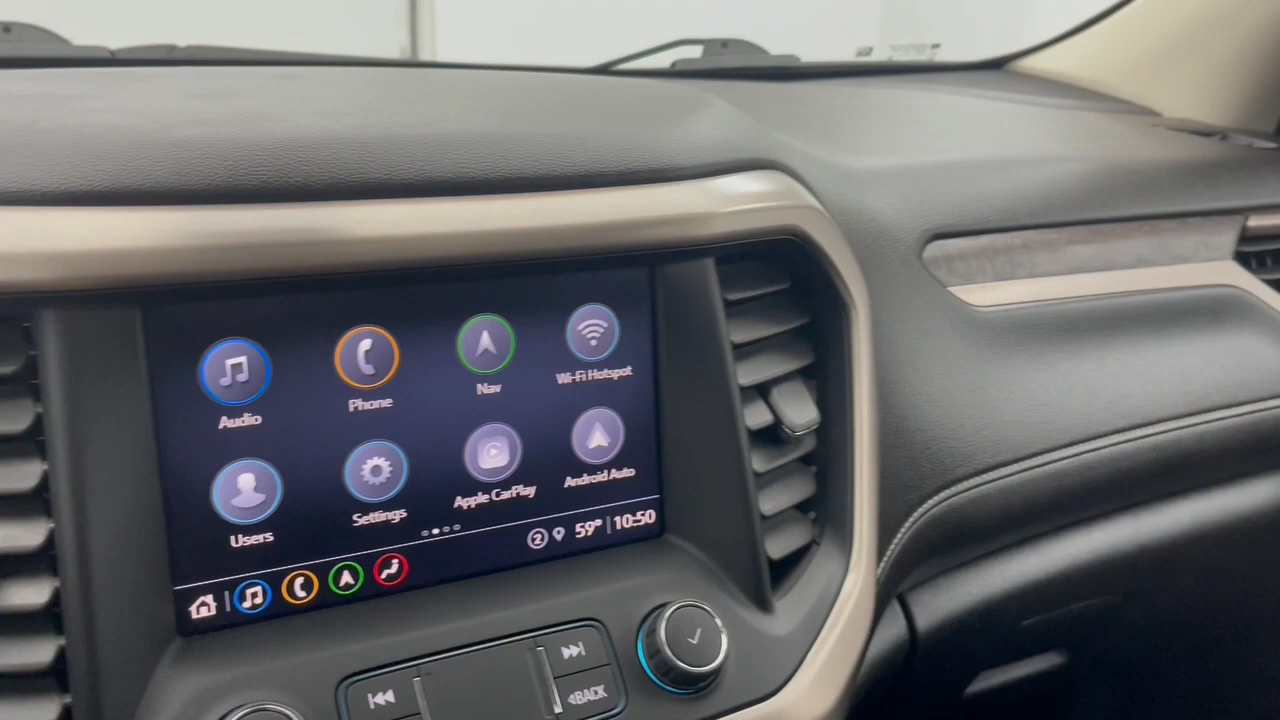 Audio
Phone
Nav
Wi-Fi Hotspot
Users
Settings
Apple CarPlay
Android Auto
2
59°
10:50
BACK